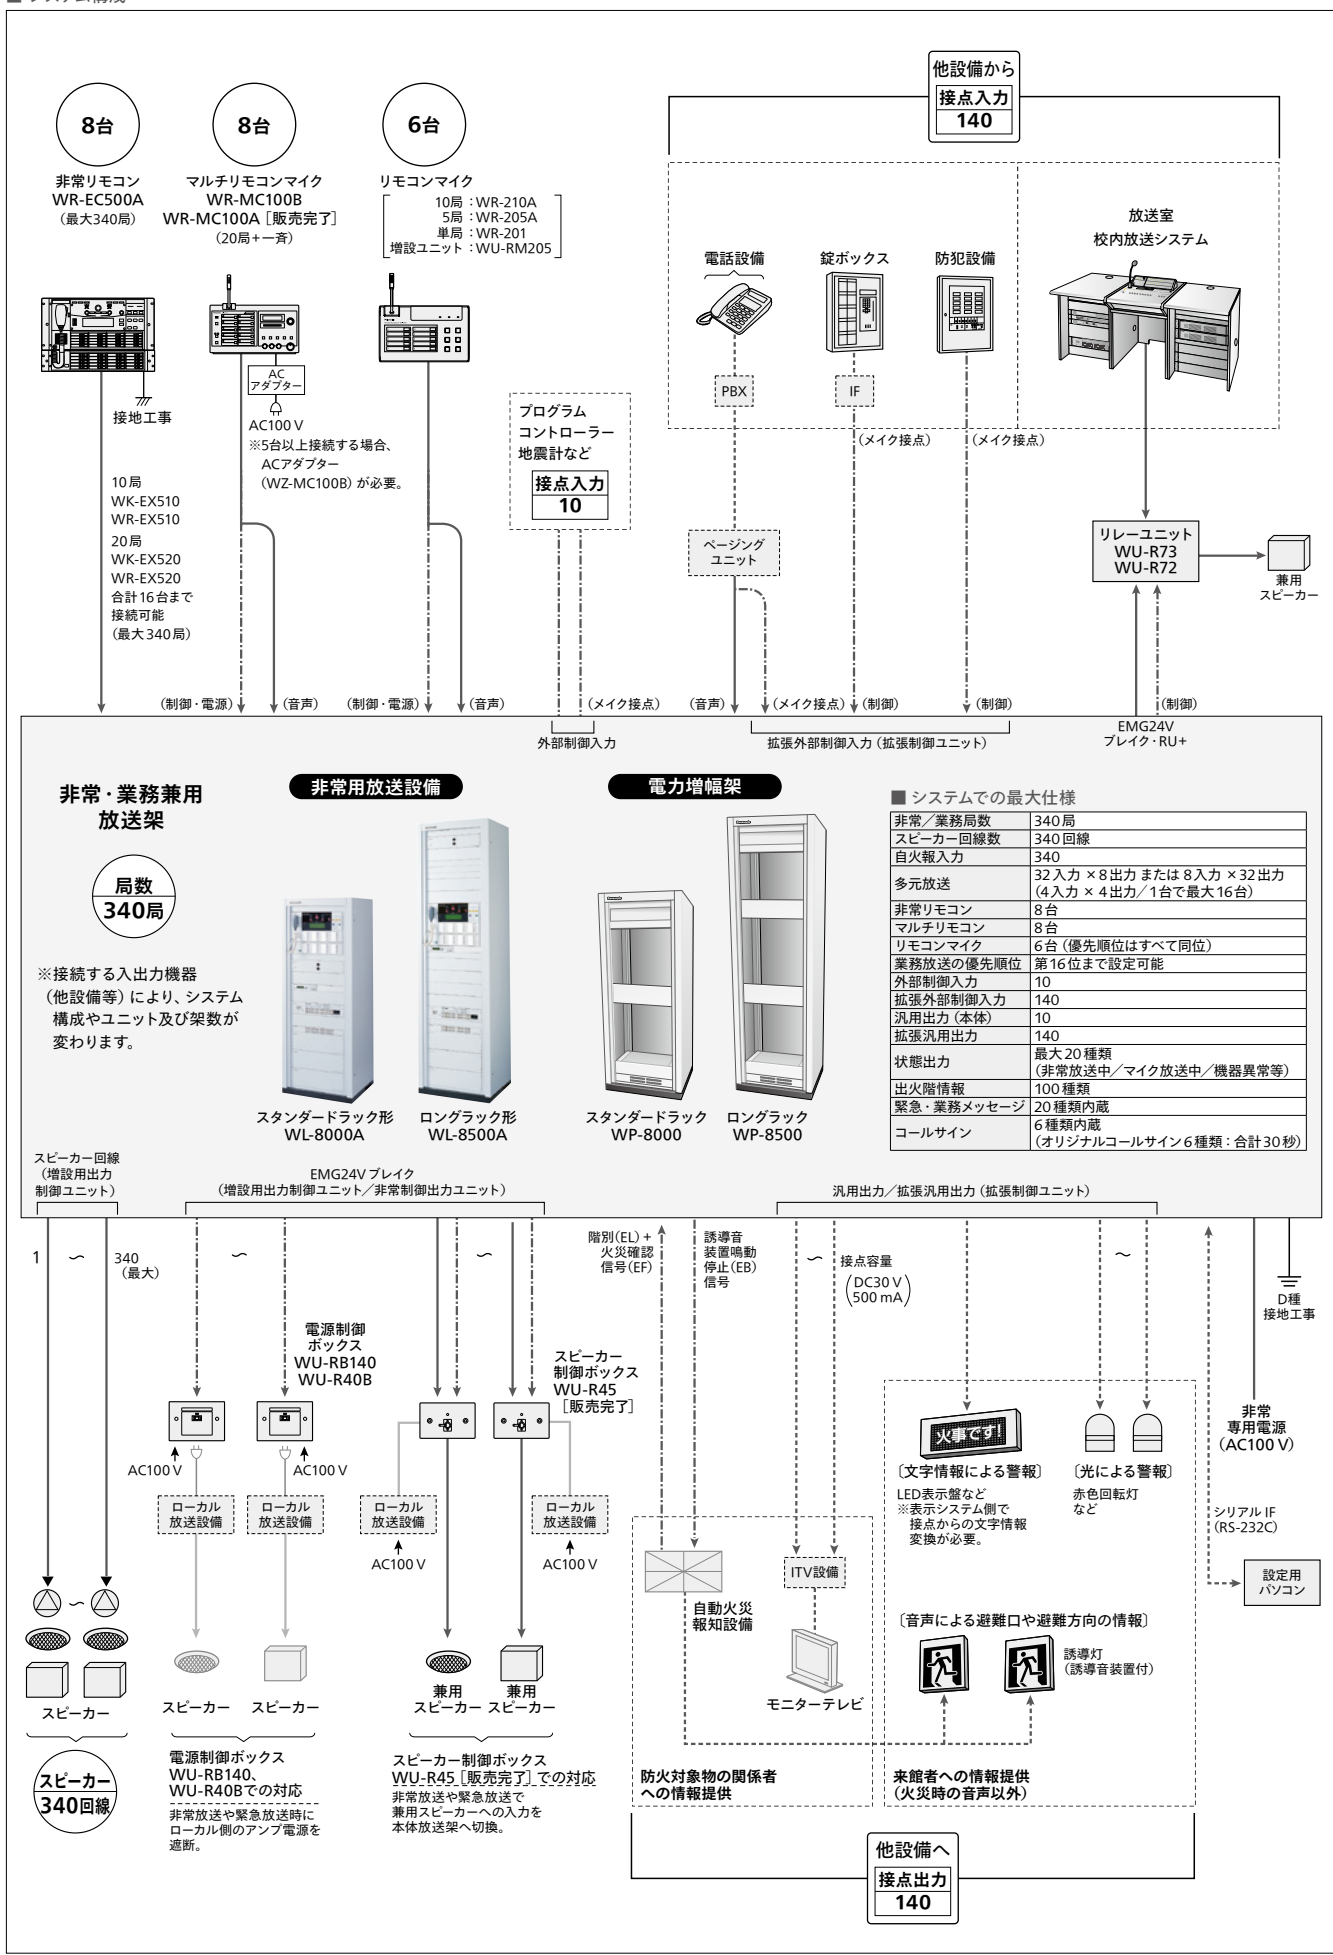 ■ システム構成
他設備から
接点入力
140
8台
8台
6台
非常リモコン
WR-EC500A
(最大340局)
マルチリモコンマイク
WR-MC100B
WR-MC100A［販売完了］
(20局+一斉)
リモコンマイク
10局：WR-210A
5局：WR-205A
単局：WR-201
増設ユニット：WU-RM205
電話設備
錠ボックス
防犯設備
放送室
校内放送システム
接地工事
AC
アダプター
AC100 V
※5台以上接続する場合、
ACアダプター
(WZ-MC100B) が必要。
PBX
IF
(メイク接点)
(メイク接点)
プログラム
コントローラー
地震計など
接点入力
10
10局
WK-EX510
WR-EX510
20局
WK-EX520
WR-EX520
合計16台まで
接続可能
(最大340局)
ページング
ユニット
リレーユニット
WU-R73
WU-R72
兼用
スピーカー
(制御・電源)
(音声)
(制御・電源)
(音声)
(メイク接点)
(音声)
(メイク接点)
(制御)
(制御)
(制御)
外部制御入力
拡張外部制御入力 (拡張制御ユニット)
EMG24V
ブレイク・RU+
非常・業務兼用
放送架
局数
340局
※接続する入出力機器
(他設備等) により、システム
構成やユニット及び架数が
変わります。
非常用放送設備
電力増幅架
スタンダードラック形
WL-8000A
ロングラック形
WL-8500A
スタンダードラック
WP-8000
ロングラック
WP-8500
■ システムでの最大仕様
非常／業務局数 340局
スピーカー回線数 340回線
自火報入力 340
多元放送 32入力 ×8出力 または 8入力 ×32出力
(4入力 × 4出力／1台で最大16台)
非常リモコン 8台
マルチリモコン 8台
リモコンマイク 6台 (優先順位はすべて同位)
業務放送の優先順位 第16位まで設定可能
外部制御入力 10
拡張外部制御入力 140
汎用出力 (本体) 10
拡張汎用出力 140
状態出力 最大20種類
(非常放送中／マイク放送中／機器異常等)
出火階情報 100種類
緊急・業務メッセージ 20種類内蔵
コールサイン 6種類内蔵
(オリジナルコールサイン6種類：合計30秒)
スピーカー回線
(増設用出力
制御ユニット)
EMG24V ブレイク
(増設用出力制御ユニット／非常制御出力ユニット)
汎用出力／拡張汎用出力 (拡張制御ユニット)
1 ～ 340
(最大)
～
～
階別(EL) +
火災確認
信号(EF)
誘導音
装置鳴動
停止(EB)
信号
～
接点容量
(DC30 V
500 mA)
～
D種
接地工事
電源制御
ボックス
WU-RB140
WU-R40B
スピーカー
制御ボックス
WU-R45
［販売完了］
AC100 V
AC100 V
ローカル
放送設備
ローカル
放送設備
ローカル
放送設備
ローカル
放送設備
AC100 V
AC100 V
火事です!
〔文字情報による警報〕
LED表示盤など
※表示システム側で
接点からの文字情報
変換が必要。
〔光による警報〕
赤色回転灯
など
非常
専用電源
(AC100 V)
シリアル IF
(RS-232C)
設定用
パソコン
自動火災
報知設備
ITV設備
モニターテレビ
〔音声による避難口や避難方向の情報〕
誘導灯
(誘導音装置付)
～
スピーカー
スピーカー
スピーカー
兼用
スピーカー
兼用
スピーカー
スピーカー
340回線
電源制御ボックス
WU-RB140、
WU-R40Bでの対応
非常放送や緊急放送時に
ローカル側のアンプ電源を
遮断。
スピーカー制御ボックス
WU-R45［販売完了］での対応
非常放送や緊急放送で
兼用スピーカーへの入力を
本体放送架へ切換。
防火対象物の関係者
への情報提供
来館者への情報提供
(火災時の音声以外)
他設備へ
接点出力
140